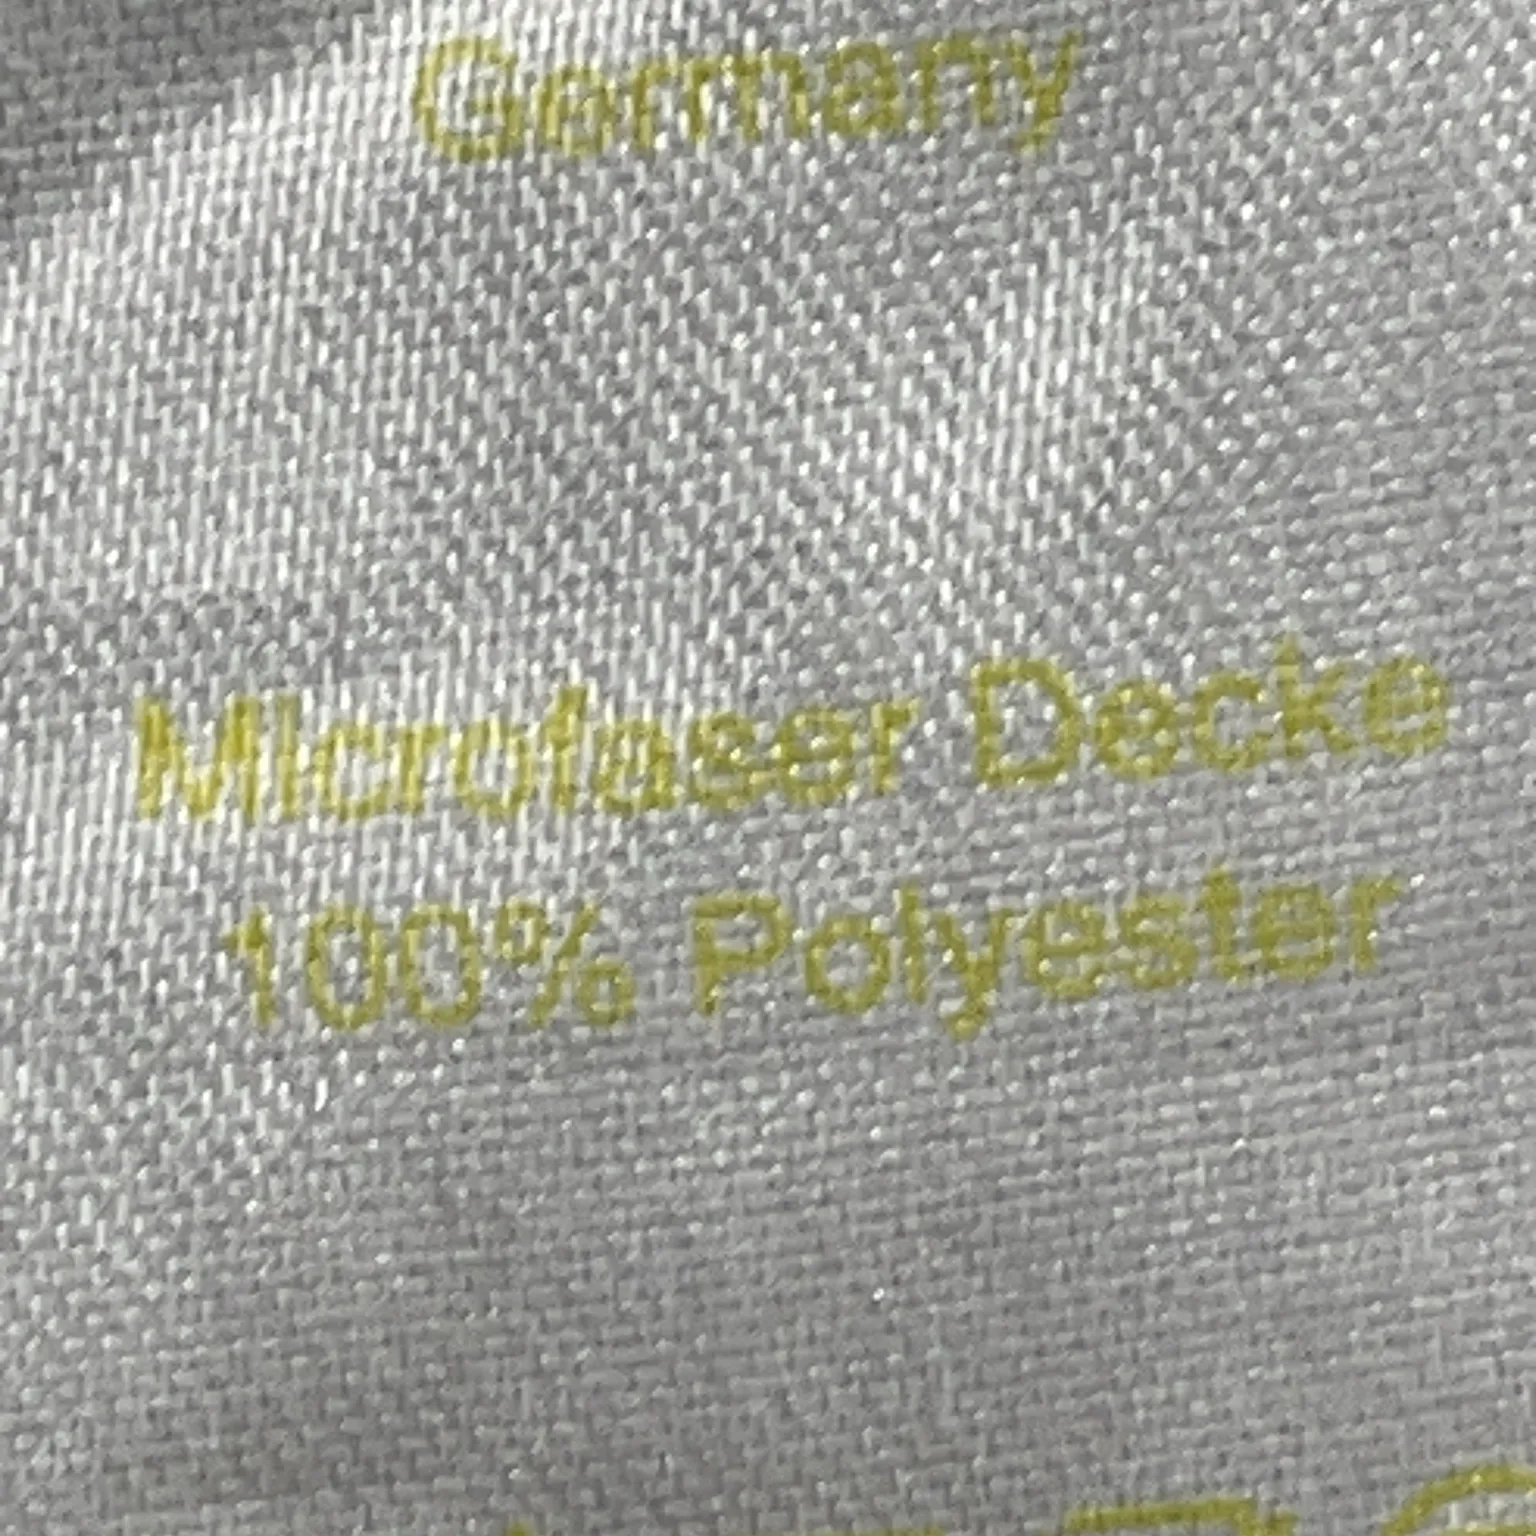 Germany
Microfaser Decke
100% Polyester